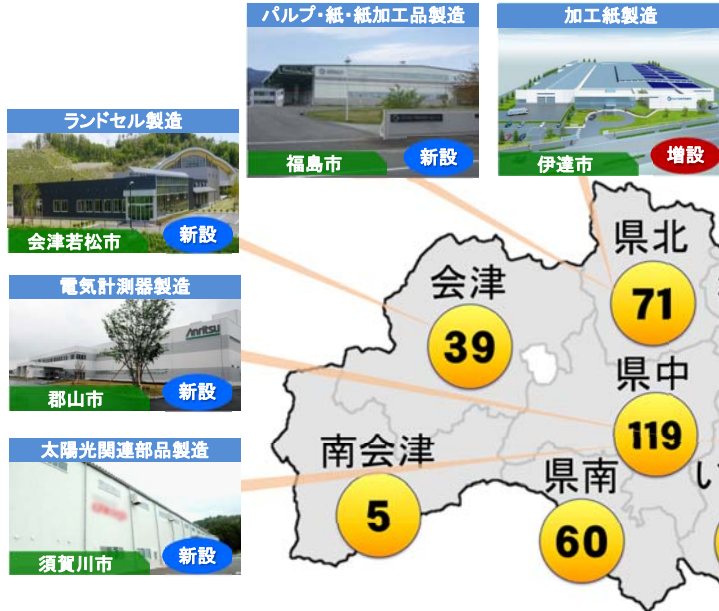 パルプ・紙・紙加工品製造
福島市
新設
加工紙製造
伊達市
増設
ランドセル製造
会津若松市
新設
電気計測器製造
Anritsu
郡山市
新設
太陽光関連部品製造
須賀川市
新設
県北
71
会津
39
県中
119
南会津
5
県南
60
い